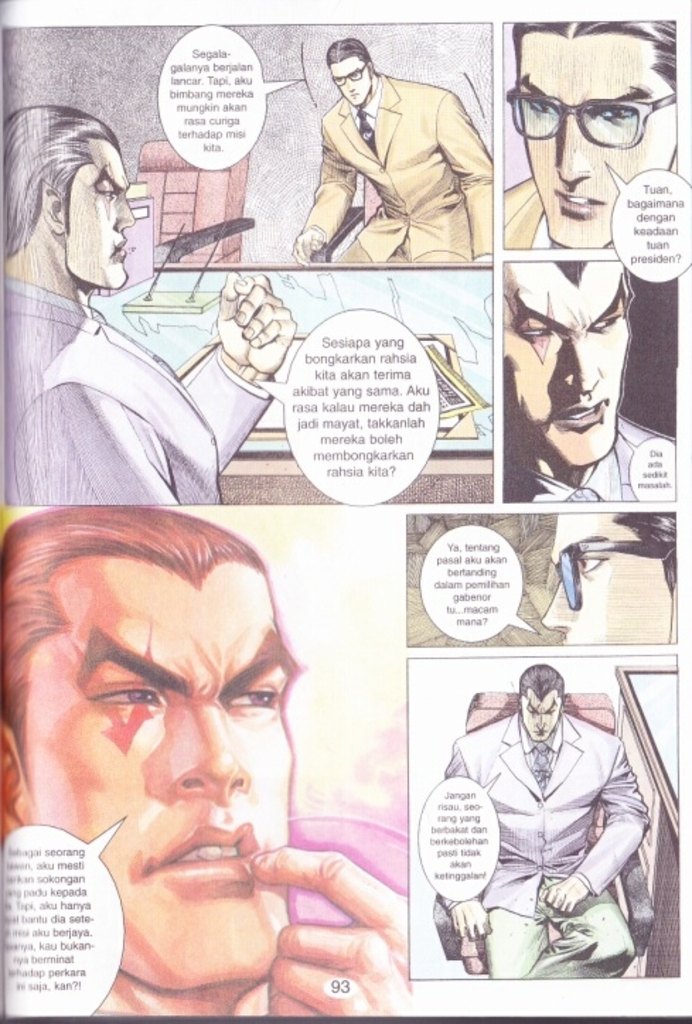 Segala-
galanya berjalan
lancar. Tapi, aku
bimbang mereka
mungkin akan
rasa curiga
terhadap misi
kita.
Tuan,
bagaimana
dengan
keadaan
tuan
presiden?
Sesiapa yang
bongkarkan rahsia
kita akan terima
akibat yang sama. Aku
rasa kalau mereka dah
jadi mayat, takkanlah
mereka boleh
membongkarkan
rahsia kita?
Dia
ada
sedikit
masalah.
Ya, tentang
pasal aku akan
bertanding
dalam pemilihan
gabenor
tu...macam
mana?
Jangan
risau, seo-
rang yang
berbakat dan
berkebolehan
pasti tidak
akan
ketinggalan!
seorang
aku mesti
sokongan
padu kepada
Tapi, aku hanya
bantu dia sete-
aku berjaya.
kau bukan-
nya berminat
terhadap perkara
ini saja, kan?!
93